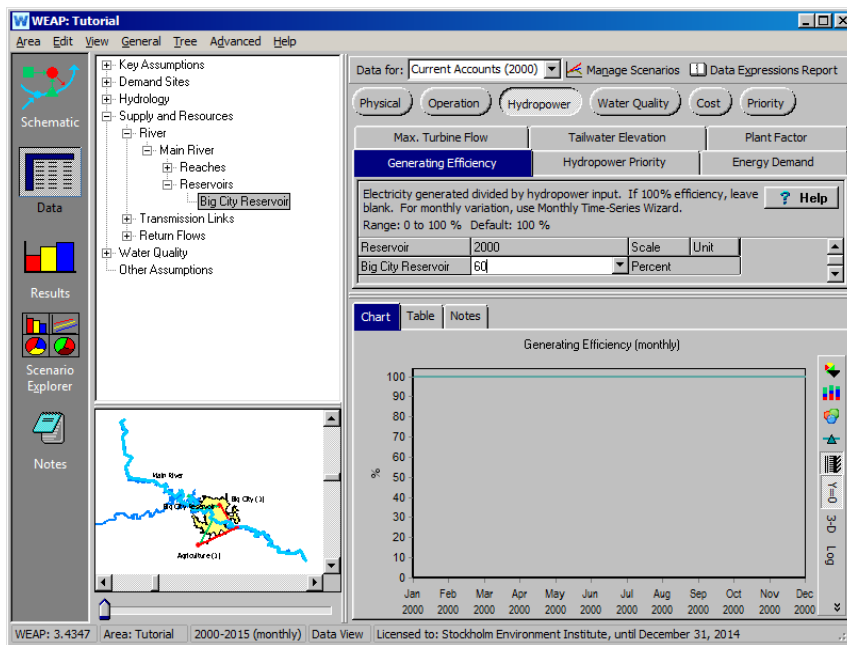 WEAP: Tutorial
Area Edit View General Tree Advanced Help
Schematic
Data
Results
Scenario
Explorer
Notes
Key Assumptions
Demand Sites
Hydrology
Supply and Resources
River
Main River
Reaches
Reservoirs
Big City Reservoir
Transmission Links
Return Flows
Water Quality
Other Assumptions
Main River
Big City Reservoir
Big City (1)
Agriculture (1)
Data for: Current Accounts (2000) Manage Scenarios Data Expressions Report
Physical Operation Hydropower Water Quality Cost Priority
Max. Turbine Flow Tailwater Elevation Plant Factor
Generating Efficiency Hydropower Priority Energy Demand
Electricity generated divided by hydropower input. If 100% efficiency, leave
blank. For monthly variation, use Monthly Time-Series Wizard.
Range: 0 to 100 % Default: 100 %
? Help
Reservoir 2000 Scale Unit
Big City Reservoir 60 Percent
Chart Table Notes
Generating Efficiency (monthly)
%
100
90
80
70
60
50
40
30
20
10
0
Jan Feb Mar Apr May Jun Jul Aug Sep Oct Nov Dec
2000 2000 2000 2000 2000 2000 2000 2000 2000 2000 2000 2000
Y=0
3-D
Log
WEAP: 3.4347 Area: Tutorial 2000-2015 (monthly) Data View Licensed to: Stockholm Environment Institute, until December 31, 2014